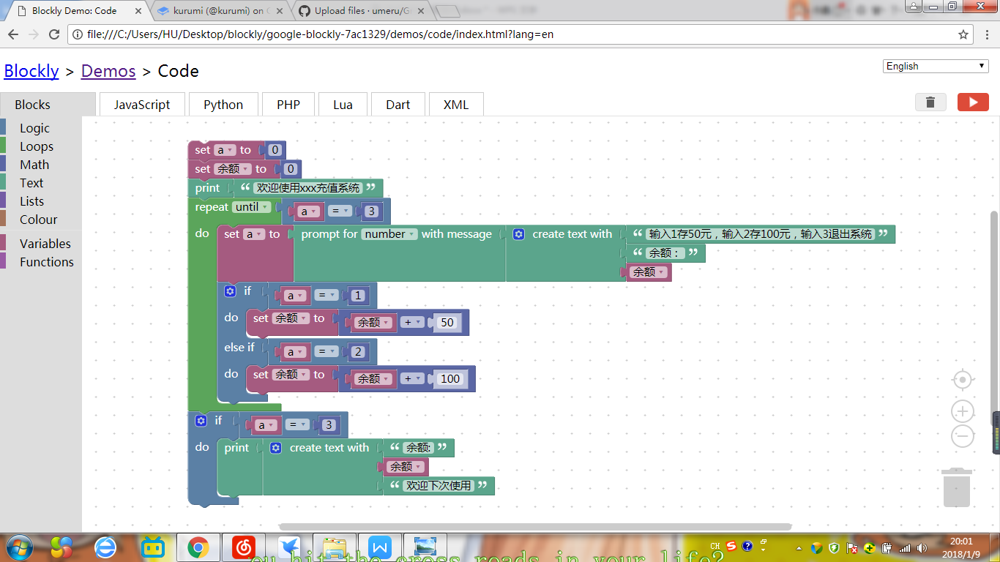 Blockly Demo: Code
kurumi (@kurumi) on
Upload files · umeru/G
file:///C:/Users/HU/Desktop/blockly/google-blockly-7ac1329/demos/code/index.html?lang=en
Blockly > Demos > Code
English
Blocks
JavaScript Python PHP Lua Dart XML
Logic
Loops
Math
Text
Lists
Colour
Variables
Functions
set a to 0
set 余额 to 0
print “ 欢迎使用xxx充值系统 ”
repeat until a = 3
do set a to prompt for number with message create text with “ 输入1存50元，输入2存100元，输入3退出系统 ”
“ 余额： ”
余额
if a = 1
do set 余额 to 余额 + 50
else if a = 2
do set 余额 to 余额 + 100
if a = 3
do print create text with “ 余额: ”
余额
“ 欢迎下次使用 ”
CH
20:01
2018/1/9
ou hit the cross roads in your life?